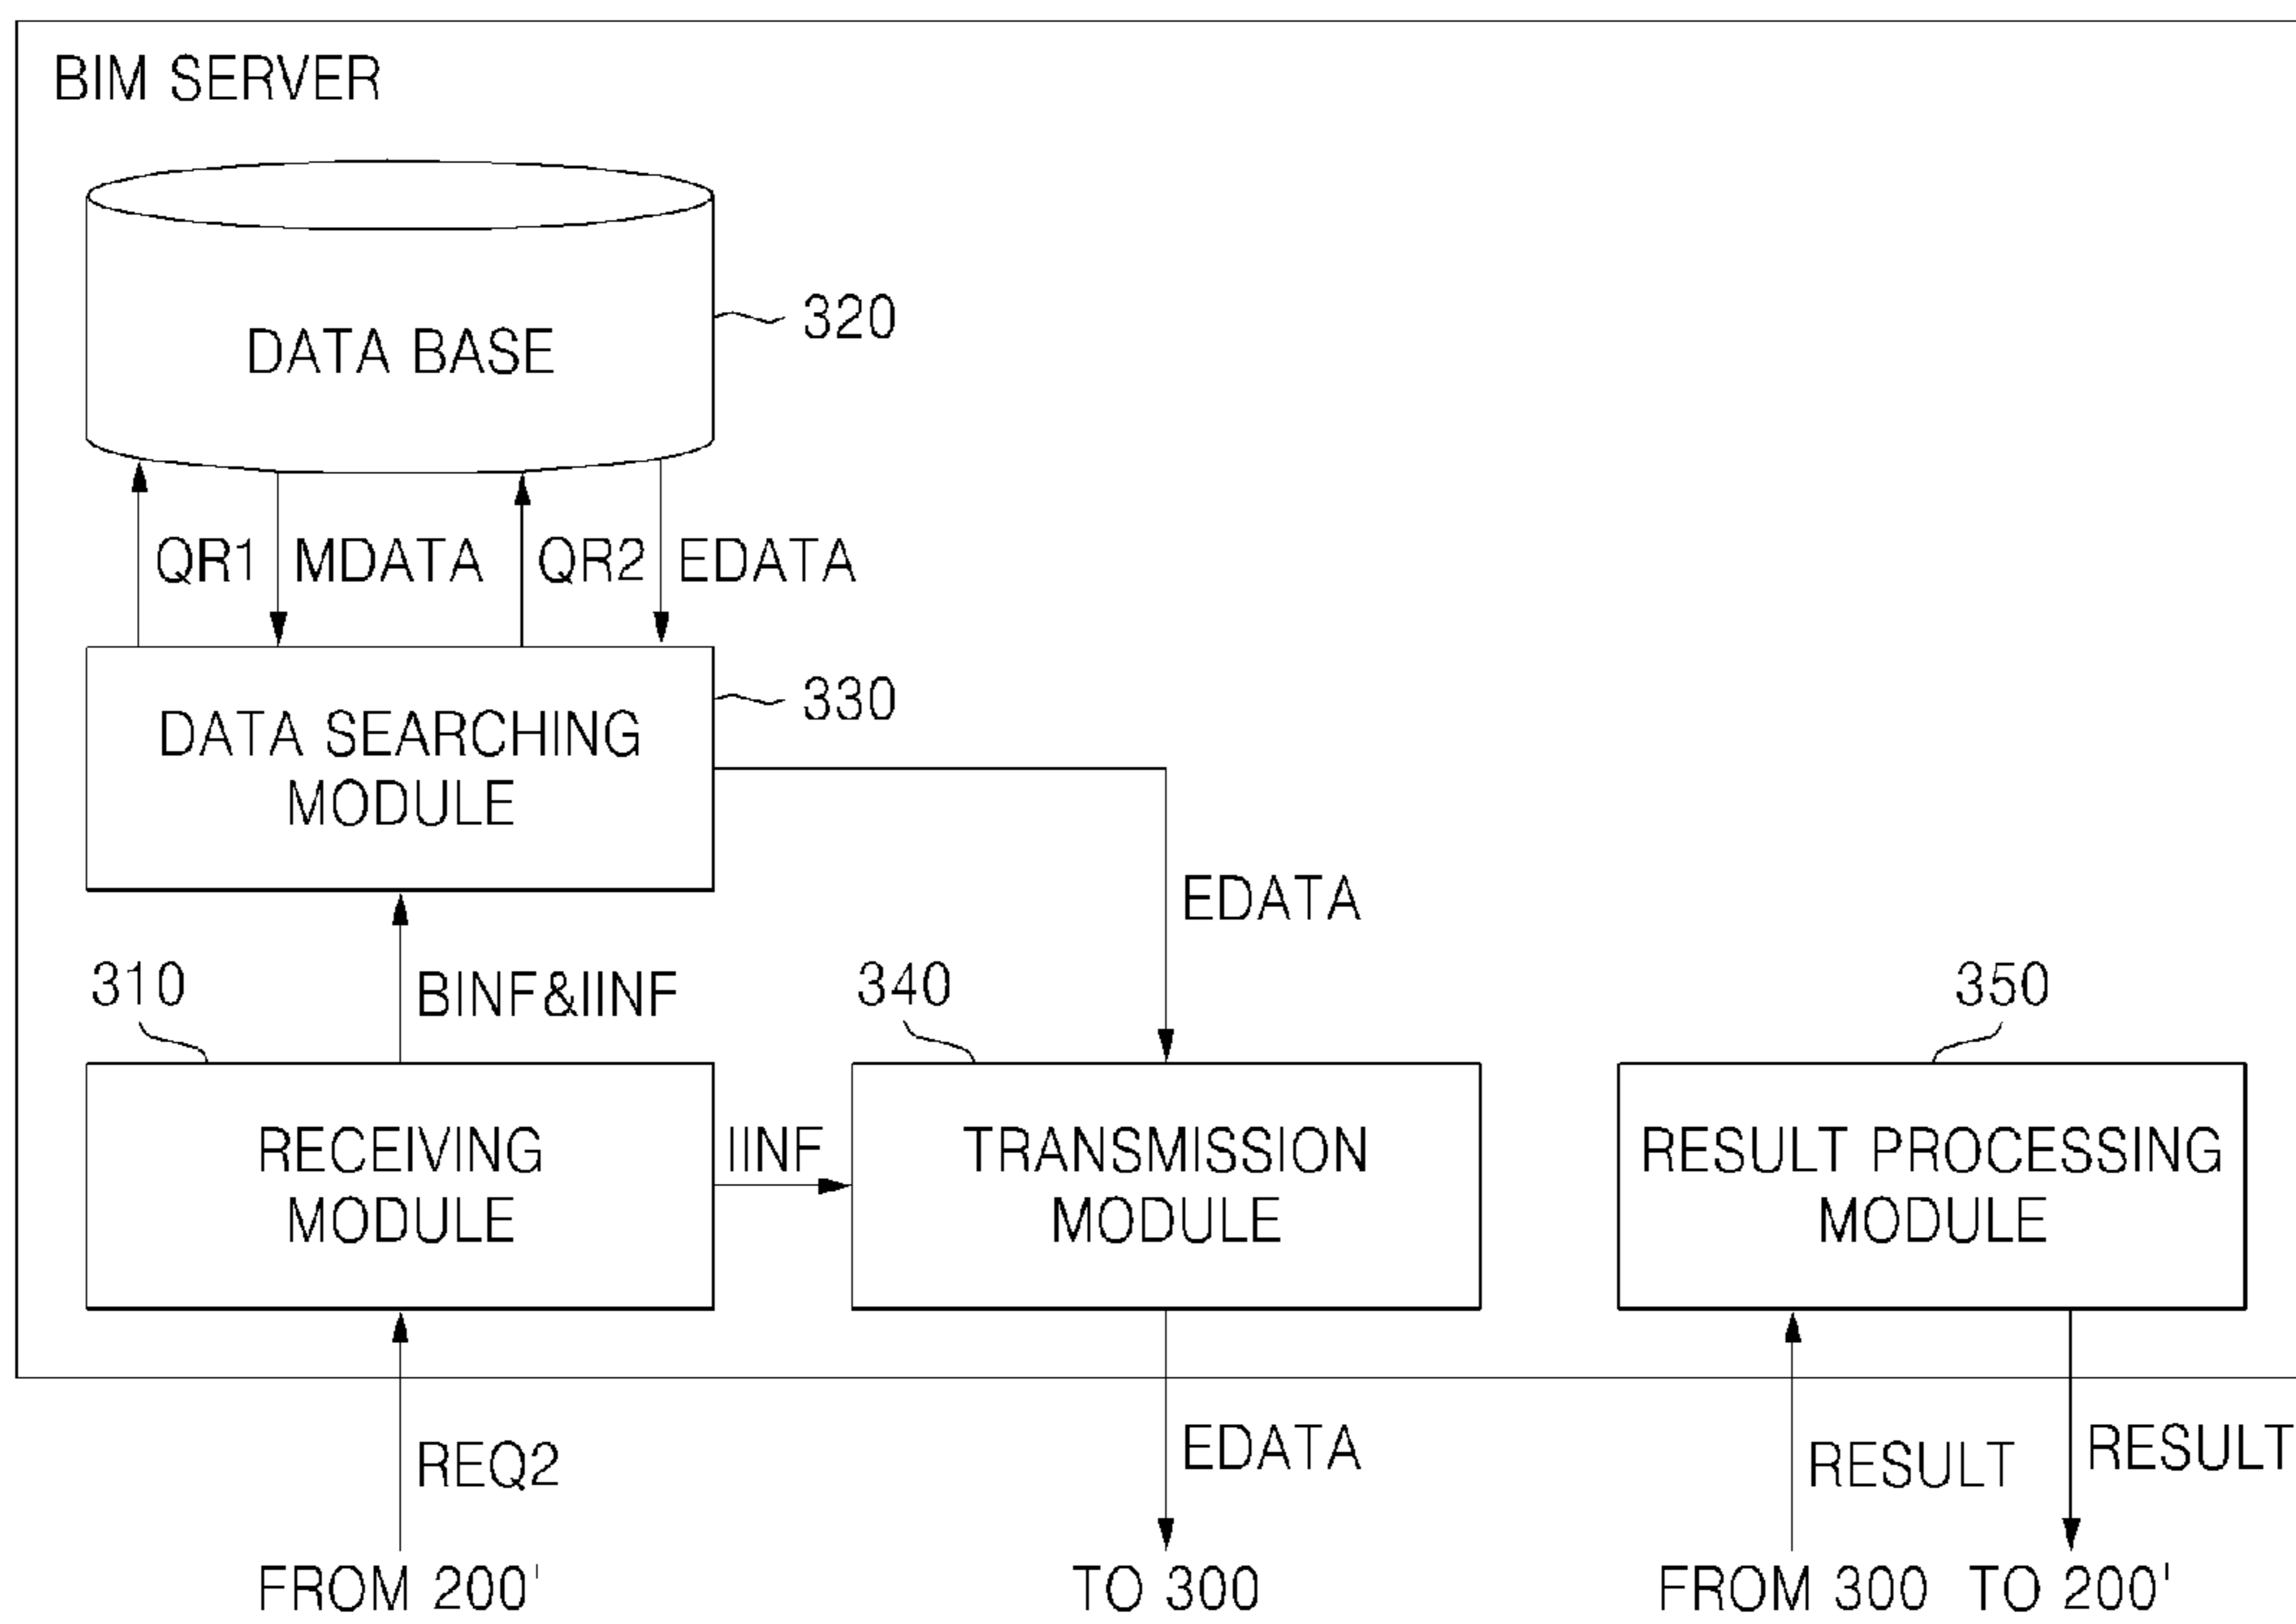 BIM SERVER
DATA BASE
320
QR1
MDATA
QR2
EDATA
330
DATA SEARCHING
MODULE
EDATA
310
BINF&IINF
340
350
RECEIVING
MODULE
IINF
TRANSMISSION
MODULE
RESULT PROCESSING
MODULE
REQ2
EDATA
RESULT
RESULT
FROM 200'
TO 300
FROM 300
TO 200'